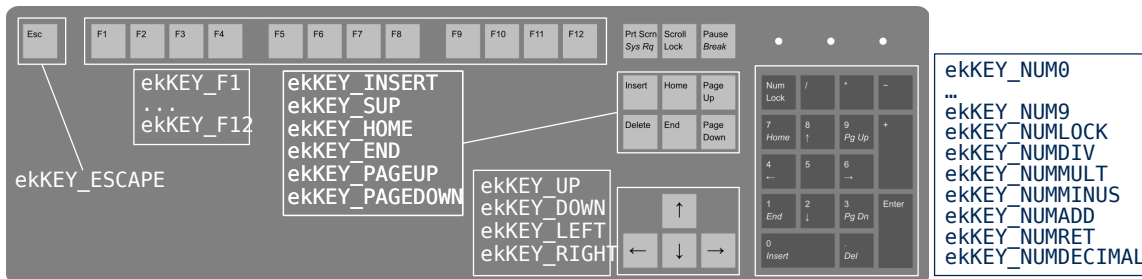 Esc
F1 F2 F3 F4 F5 F6 F7 F8 F9 F10 F11 F12
Prt Scrn
Sys Rq
Scroll
Lock
Pause
Break
ekKEY_F1
...
ekKEY_F12
ekKEY_INSERT
ekKEY_SUP
ekKEY_HOME
ekKEY_END
ekKEY_PAGEUP
ekKEY_PAGEDOWN
Insert
Home
Page
Up
Delete
End
Page
Down
ekKEY_ESCAPE
ekKEY_UP
ekKEY_DOWN
ekKEY_LEFT
ekKEY_RIGHT
↑
← ↓ →
Num
Lock
/
*
−
7
Home
8
↑
9
Pg Up
+
4
←
5
6
→
1
End
2
↓
3
Pg Dn
Enter
0
Insert
.
Del
ekKEY_NUM0
…
ekKEY_NUM9
ekKEY_NUMLOCK
ekKEY_NUMDIV
ekKEY_NUMMULT
ekKEY_NUMMINUS
ekKEY_NUMADD
ekKEY_NUMRET
ekKEY_NUMDECIMAL